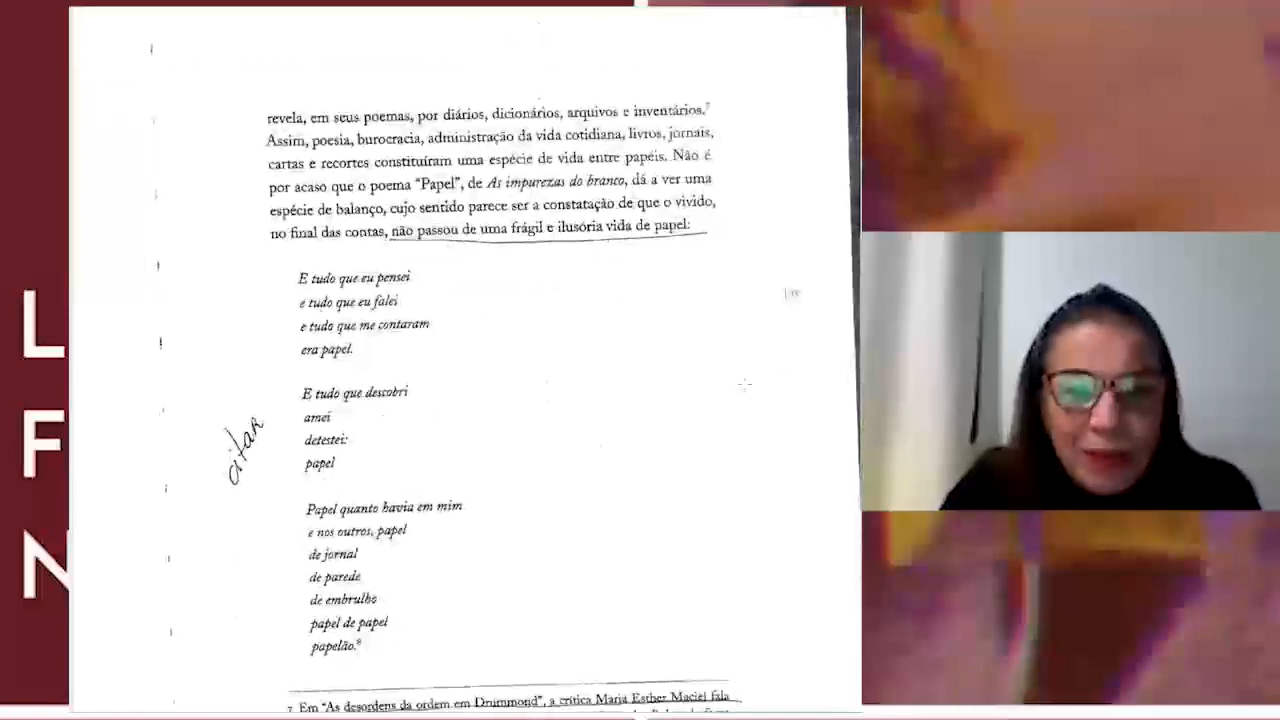 revela, em seus poemas, por diários, dicionários, arquivos e inventários.⁷
Assim, poesia, burocracia, administração da vida cotidiana, livros, jornais,
cartas e recortes constituíram uma espécie de vida entre papéis. Não é
por acaso que o poema “Papel”, de As impurezas do branco, dá a ver uma
espécie de balanço, cujo sentido parece ser a constatação de que o vivido,
no final das contas, não passou de uma frágil e ilusória vida de papel:
E tudo que eu pensei
e tudo que eu falei
e tudo que me contaram
era papel.
E tudo que descobri
amei
detestei:
papel
citar
Papel quanto havia em mim
e nos outros, papel
de jornal
de parede
de embrulho
papel de papel
papelão.⁸
7 Em “As desordens da ordem em Drummond”, a crítica Maria Esther Maciel fala
L
F
N